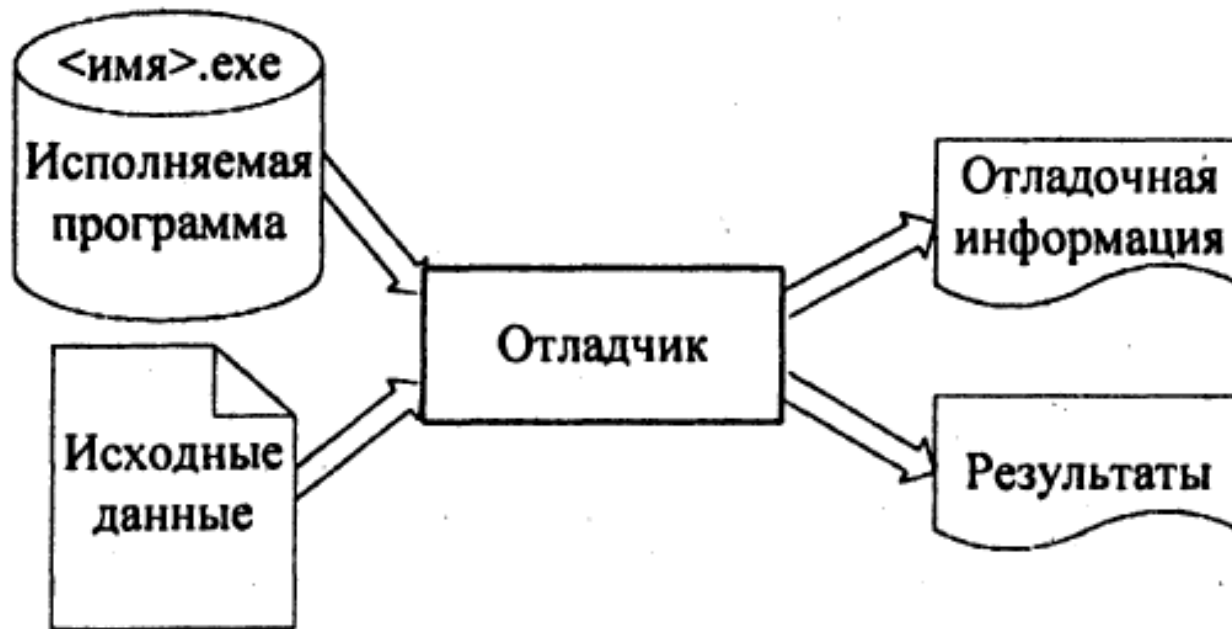 <имя>.exe
Исполняемая
программа
Исходные
данные
Отладчик
Отладочная
информация
Результаты